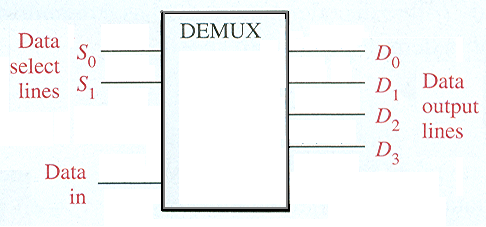 DEMUX
Data
select
lines
S0
S1
Data
in
D0
D1
D2
D3
Data
output
lines